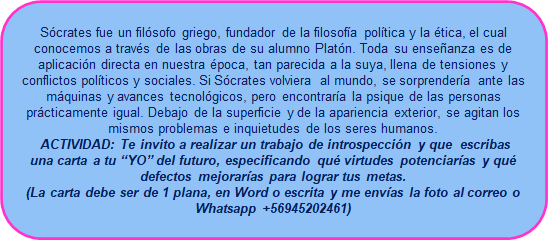 Sócrates fue un filósofo griego, fundador de la filosofía política y la ética, el cual
conocemos a través de las obras de su alumno Platón. Toda su enseñanza es de
aplicación directa en nuestra época, tan parecida a la suya, llena de tensiones y
conflictos políticos y sociales. Si Sócrates volviera al mundo, se sorprendería ante las
máquinas y avances tecnológicos, pero encontraría la psique de las personas
prácticamente igual. Debajo de la superficie y de la apariencia exterior, se agitan los
mismos problemas e inquietudes de los seres humanos.
ACTIVIDAD: Te invito a realizar un trabajo de introspección y que escribas
una carta a tu “YO” del futuro, especificando qué virtudes potenciarías y qué
defectos mejorarías para lograr tus metas.
(La carta debe ser de 1 plana, en Word o escrita y me envías la foto al correo o
Whatsapp +56945202461)